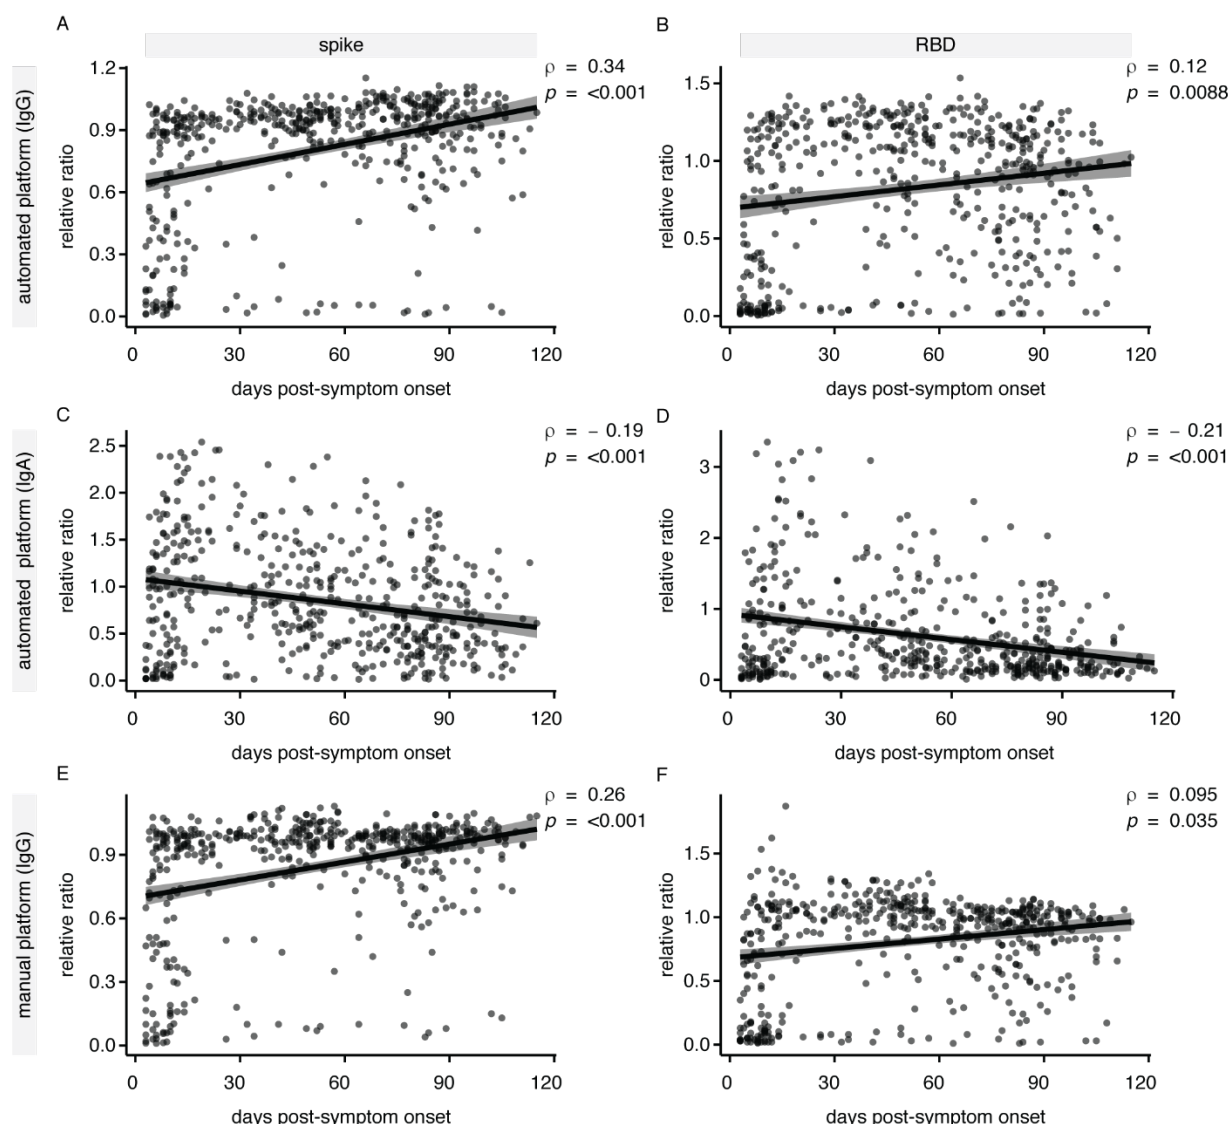 A
B
spike
RBD
automated platform (IgG)
ρ = 0.34
p = <0.001
ρ = 0.12
p = 0.0088
relative ratio
1.2
0.9
0.6
0.3
0.0
0 30 60 90 120
days post-symptom onset
relative ratio
1.5
1.0
0.5
0.0
0 30 60 90 120
days post-symptom onset
C
D
automated platform (IgA)
ρ = − 0.19
p = <0.001
ρ = − 0.21
p = <0.001
relative ratio
2.5
2.0
1.5
1.0
0.5
0.0
0 30 60 90 120
days post-symptom onset
relative ratio
3
2
1
0
0 30 60 90 120
days post-symptom onset
E
F
manual platform (IgG)
ρ = 0.26
p = <0.001
ρ = 0.095
p = 0.035
relative ratio
0.9
0.6
0.3
0.0
0 30 60 90 120
days post-symptom onset
relative ratio
1.5
1.0
0.5
0.0
0 30 60 90 120
days post-symptom onset